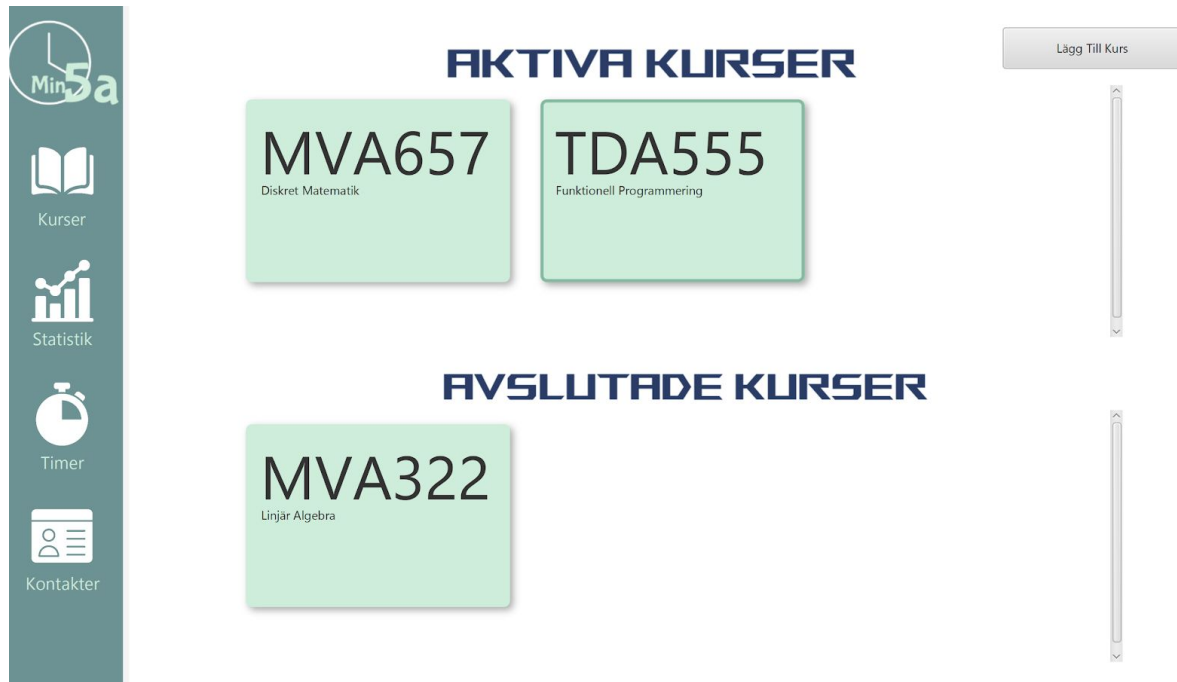 Min5a
Kurser
Statistik
Timer
Kontakter
AKTIVA KURSER
Lägg Till Kurs
MVA657
Diskret Matematik
TDA555
Funktionell Programmering
AVSLUTADE KURSER
MVA322
Linjär Algebra